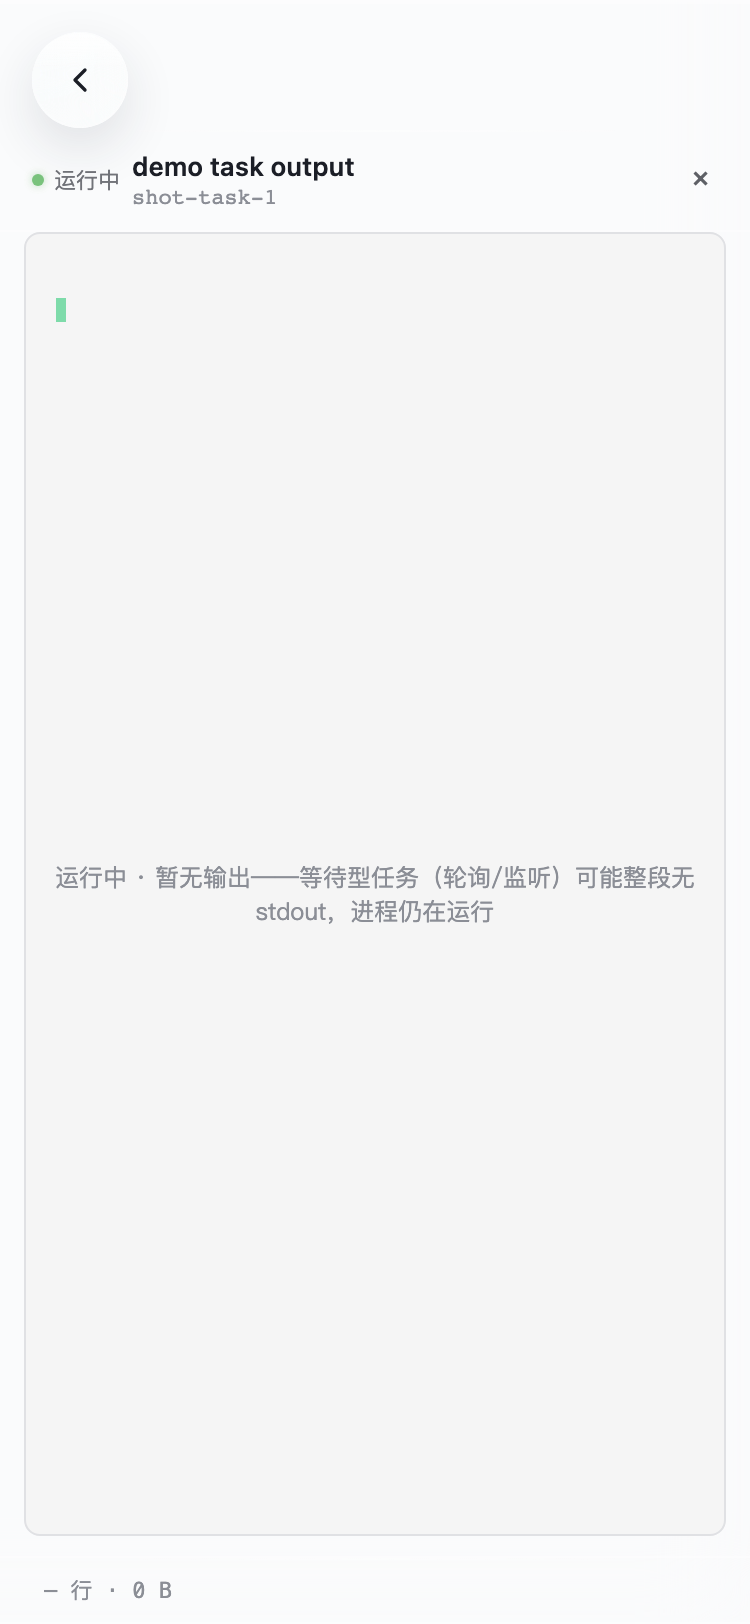 运行中
demo task output
shot-task-1
×
运行中 · 暂无输出——等待型任务（轮询/监听）可能整段无
stdout，进程仍在运行
— 行 · 0 B